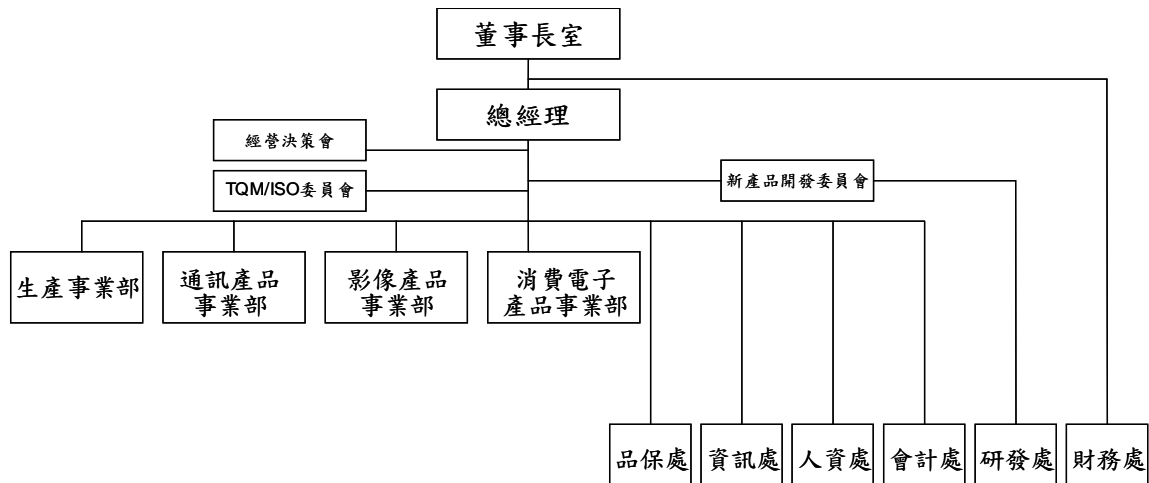 董事長室
總經理
經營決策會
新產品開發委員會
TQM/ISO委員會
生產事業部
通訊產品
事業部
影像產品
事業部
消費電子
產品事業部
品保處
資訊處
人資處
會計處
研發處
財務處